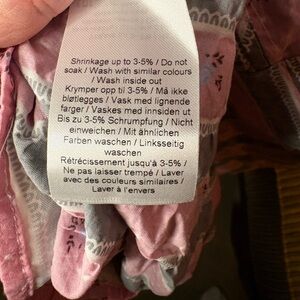 Shrinkage up to 3-5% / Do not
soak / Wash with similar colours
/ Wash inside out
Krymper opp til 3-5% / Må ikke
bløtlegges / Vask med lignende
farger / Vaskes med innsiden ut
Bis zu 3-5% Schrumpfung / Nicht
einweichen / Mit ähnlichen
Farben waschen / Linksseitig
waschen
Rétrécissement jusqu'à 3-5% /
Ne pas laisser trempé / Laver
avec des couleurs similaires /
Laver à l'envers